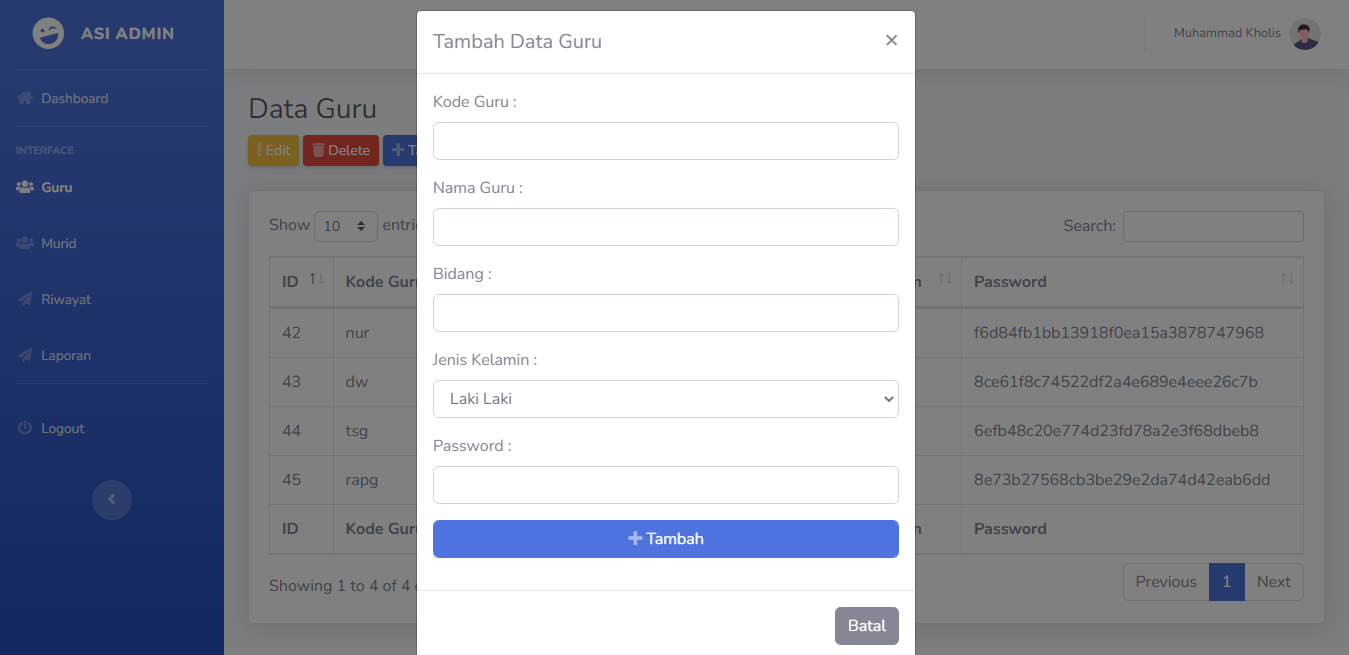 ASI ADMIN
Dashboard
INTERFACE
Guru
Murid
Riwayat
Laporan
Logout
Muhammad Kholis
Data Guru
Edit
Delete
Tambah Data Guru
×
Kode Guru :
Nama Guru :
Bidang :
Jenis Kelamin :
Laki Laki
Password :
Tambah
Batal
Show 10
Search:
ID Kode Password
42 nur f6d84fb1bb13918f0ea15a3878747968
43 dw 8ce61f8c74522df2a4e689e4eee26c7b
44 tsg 6efb48c20e774d23fd78a2e3f68dbeb8
45 rapg 8e73b27568cb3be29e2da74d42eab6dd
ID Kode Password
Showing 1 to 4 of 4
Previous 1 Next